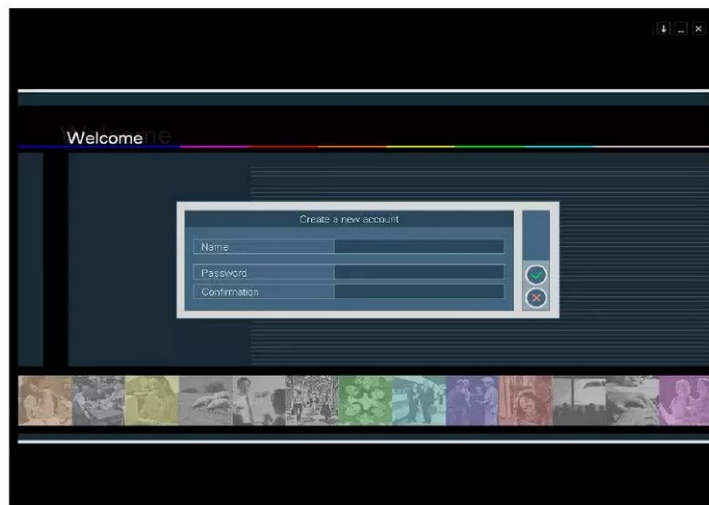 Welcome
Create a new account
Name
Password
Confirmation